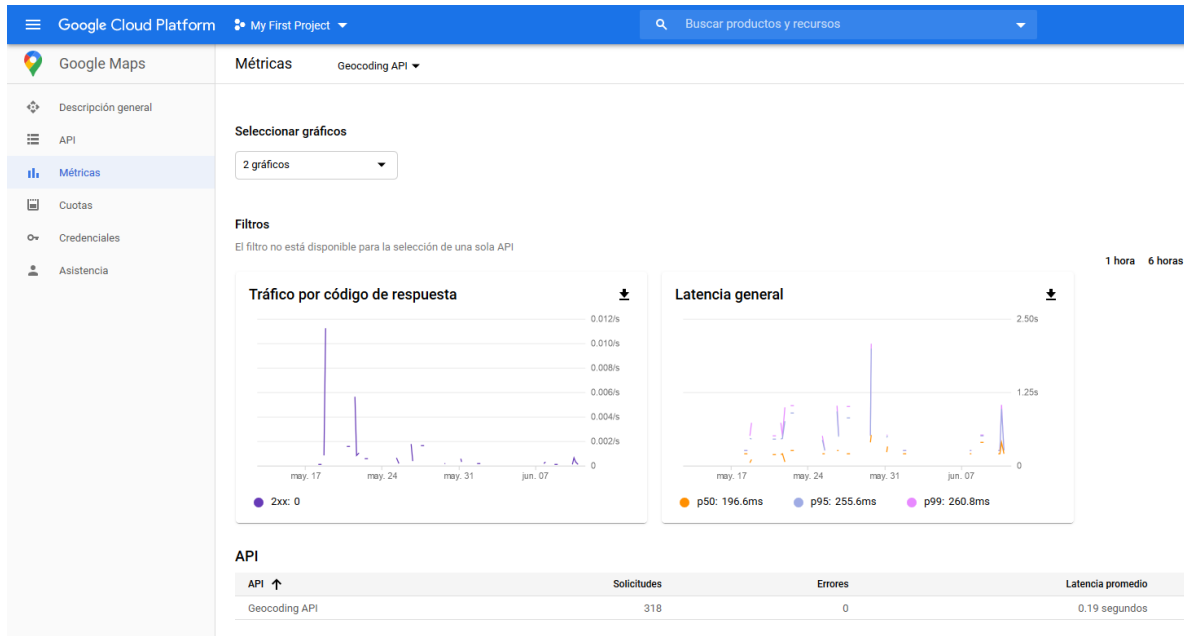 Google Cloud Platform My First Project Buscar productos y recursos
Google Maps
Descripción general
API
Métricas
Cuotas
Credenciales
Asistencia
Métricas Geocoding API
Seleccionar gráficos
2 gráficos
Filtros
El filtro no está disponible para la selección de una sola API
1 hora 6 horas
Tráfico por código de respuesta
0.012/s
0.010/s
0.008/s
0.006/s
0.004/s
0.002/s
0
may. 17 may. 24 may. 31 jun. 07
2xx: 0
Latencia general
2.50s
1.25s
0
may. 17 may. 24 may. 31 jun. 07
p50: 196.6ms p95: 255.6ms p99: 260.8ms
API
API Solicitudes Errores Latencia promedio
Geocoding API 318 0 0.19 segundos